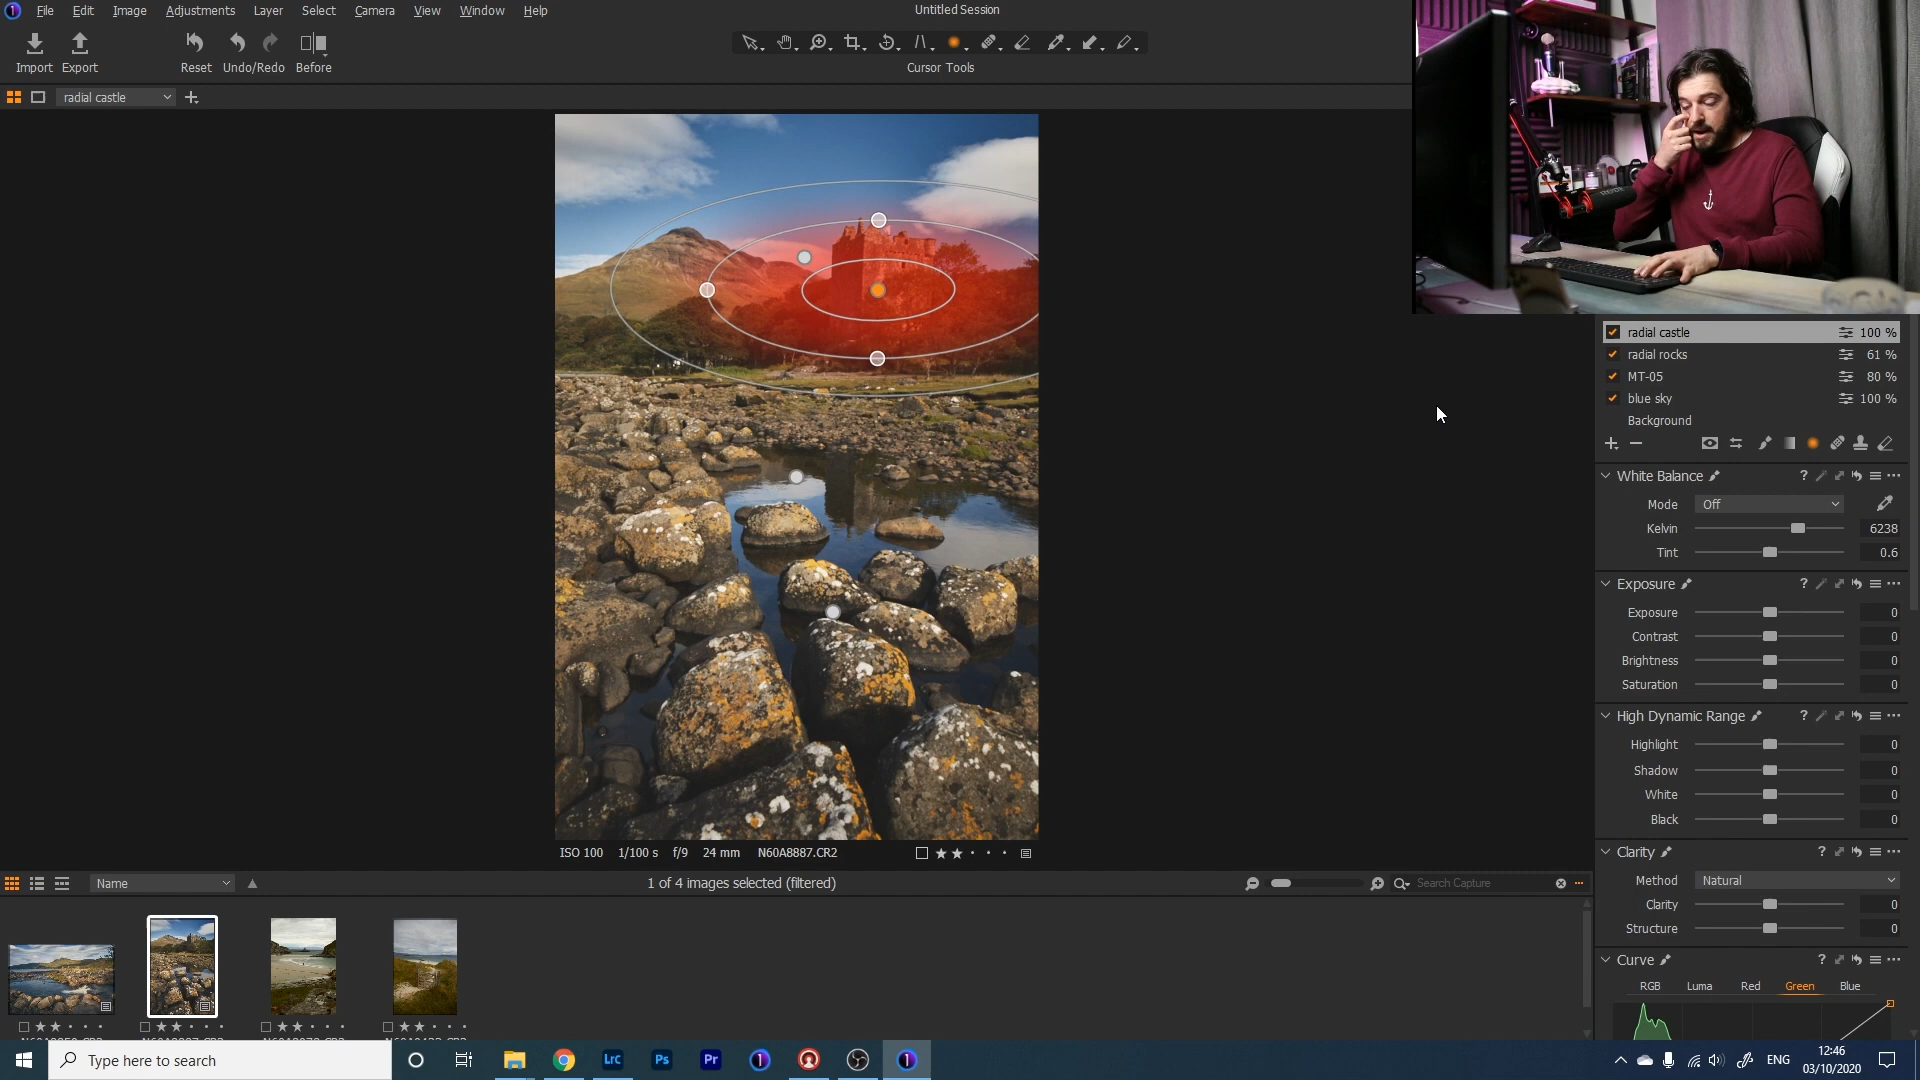 File Edit Image Adjustments Layer Select Camera View Window Help
Untitled Session
Import Export Reset Undo/Redo Before
Cursor Tools
radial castle
radial castle 100 %
radial rocks 61 %
MT-05 80 %
blue sky 100 %
Background
White Balance ?
Mode Off
Kelvin 6238
Tint 0.6
Exposure ?
Exposure 0
Contrast 0
Brightness 0
Saturation 0
High Dynamic Range ?
Highlight 0
Shadow 0
White 0
Black 0
Clarity ?
Method Natural
Clarity 0
Structure 0
Curve ?
RGB Luma Red Green Blue
ISO 100 1/100 s f/9 24 mm N60A8887.CR2
Name
1 of 4 images selected (filtered)
Search Capture
Type here to search
Lrc Ps Pr
ENG
12:46
03/10/2020